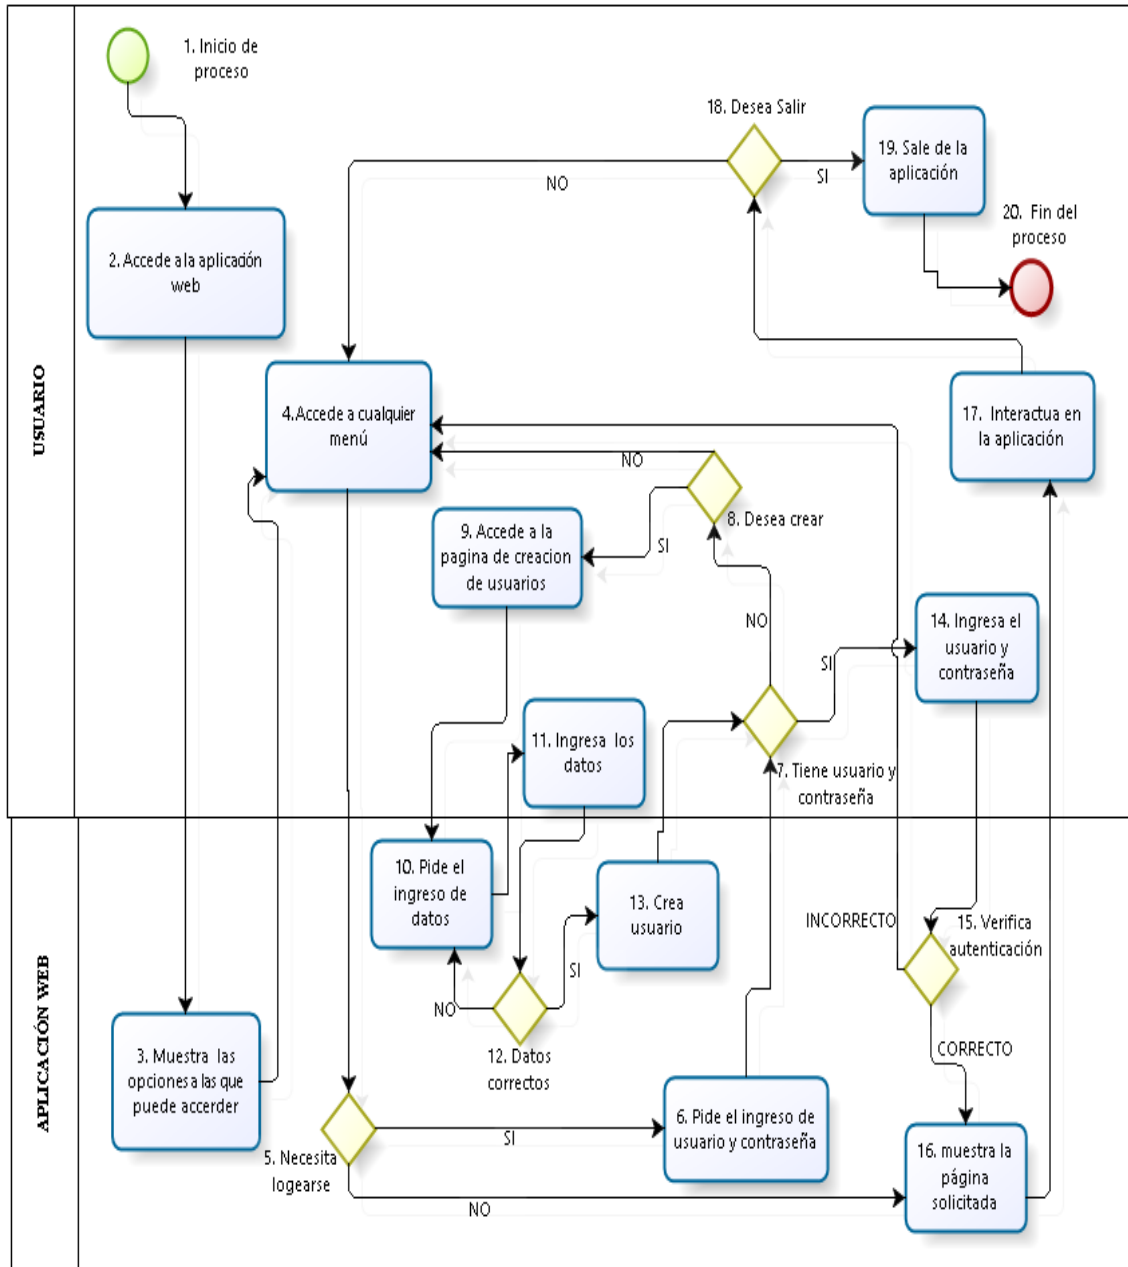 USUARIO
1. Inicio de
proceso
18. Desea Salir
NO
SI
19. Sale de la
aplicación
20. Fin del
proceso
2. Accede a la aplicación
web
4.Accede a cualquier
menú
17. Interactua en
la aplicación
NO
8. Desea crear
SI
9. Accede a la
pagina de creacion
de usuarios
NO
14. Ingresa el
usuario y
contraseña
SI
11. Ingresa los
datos
7. Tiene usuario y
contraseña
APLICACIÓN WEB
10. Pide el
ingreso de
datos
13. Crea
usuario
INCORRECTO
15. Verifica
autenticación
SI
NO
12. Datos
correctos
CORRECTO
3. Muestra las
opciones a las que
puede accerder
6. Pide el ingreso de
usuario y contraseña
SI
5. Necesita
logearse
16. muestra la
página
solicitada
NO